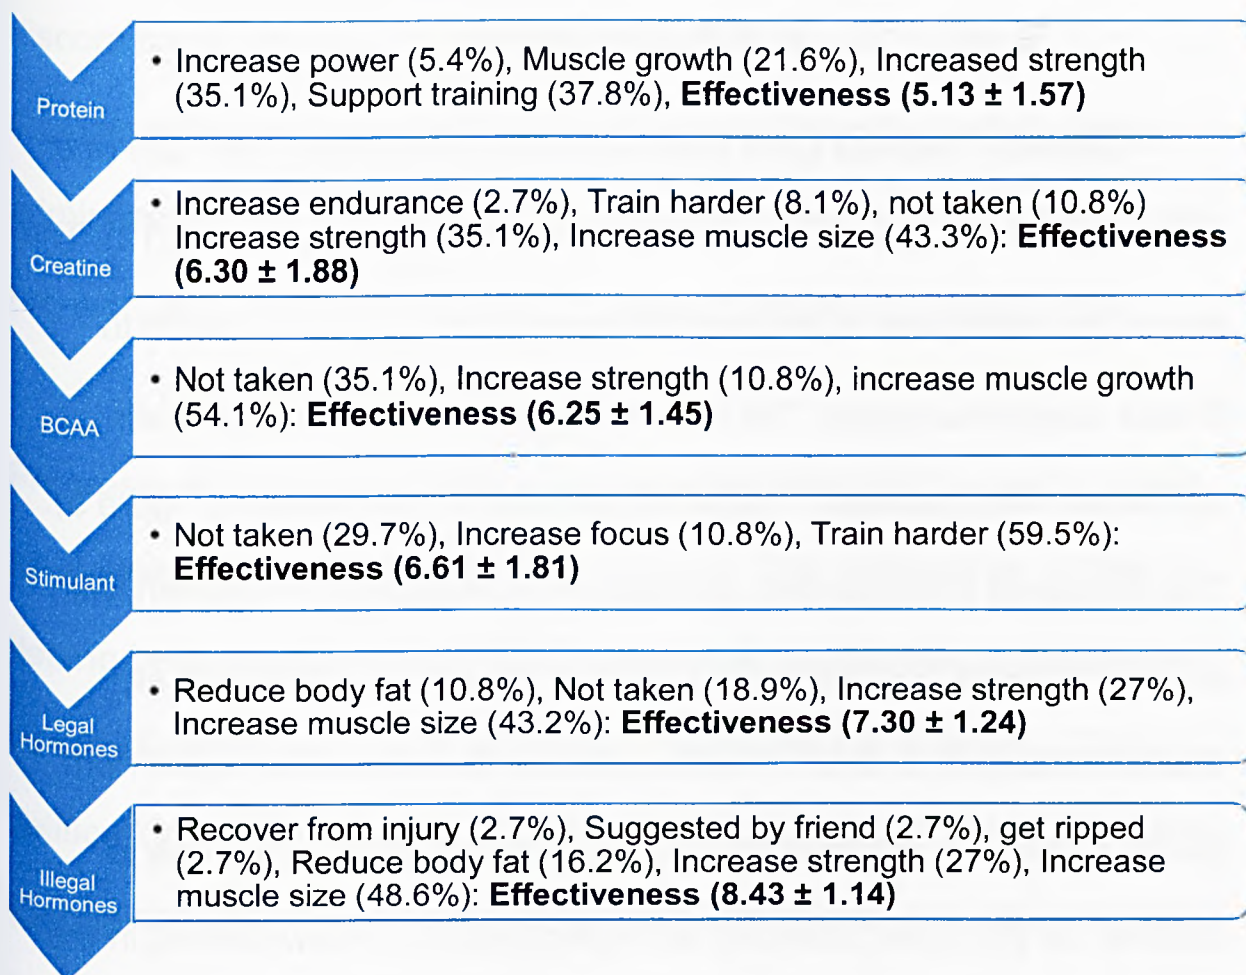 Protein
• Increase power (5.4%), Muscle growth (21.6%), Increased strength
(35.1%), Support training (37.8%), Effectiveness (5.13 ± 1.57)
Creatine
• Increase endurance (2.7%), Train harder (8.1%), not taken (10.8%)
Increase strength (35.1%), Increase muscle size (43.3%): Effectiveness
(6.30 ± 1.88)
BCAA
• Not taken (35.1%), Increase strength (10.8%), increase muscle growth
(54.1%): Effectiveness (6.25 ± 1.45)
Stimulant
• Not taken (29.7%), Increase focus (10.8%), Train harder (59.5%):
Effectiveness (6.61 ± 1.81)
Legal
Hormones
• Reduce body fat (10.8%), Not taken (18.9%), Increase strength (27%),
Increase muscle size (43.2%): Effectiveness (7.30 ± 1.24)
Illegal
Hormones
• Recover from injury (2.7%), Suggested by friend (2.7%), get ripped
(2.7%), Reduce body fat (16.2%), Increase strength (27%), Increase
muscle size (48.6%): Effectiveness (8.43 ± 1.14)